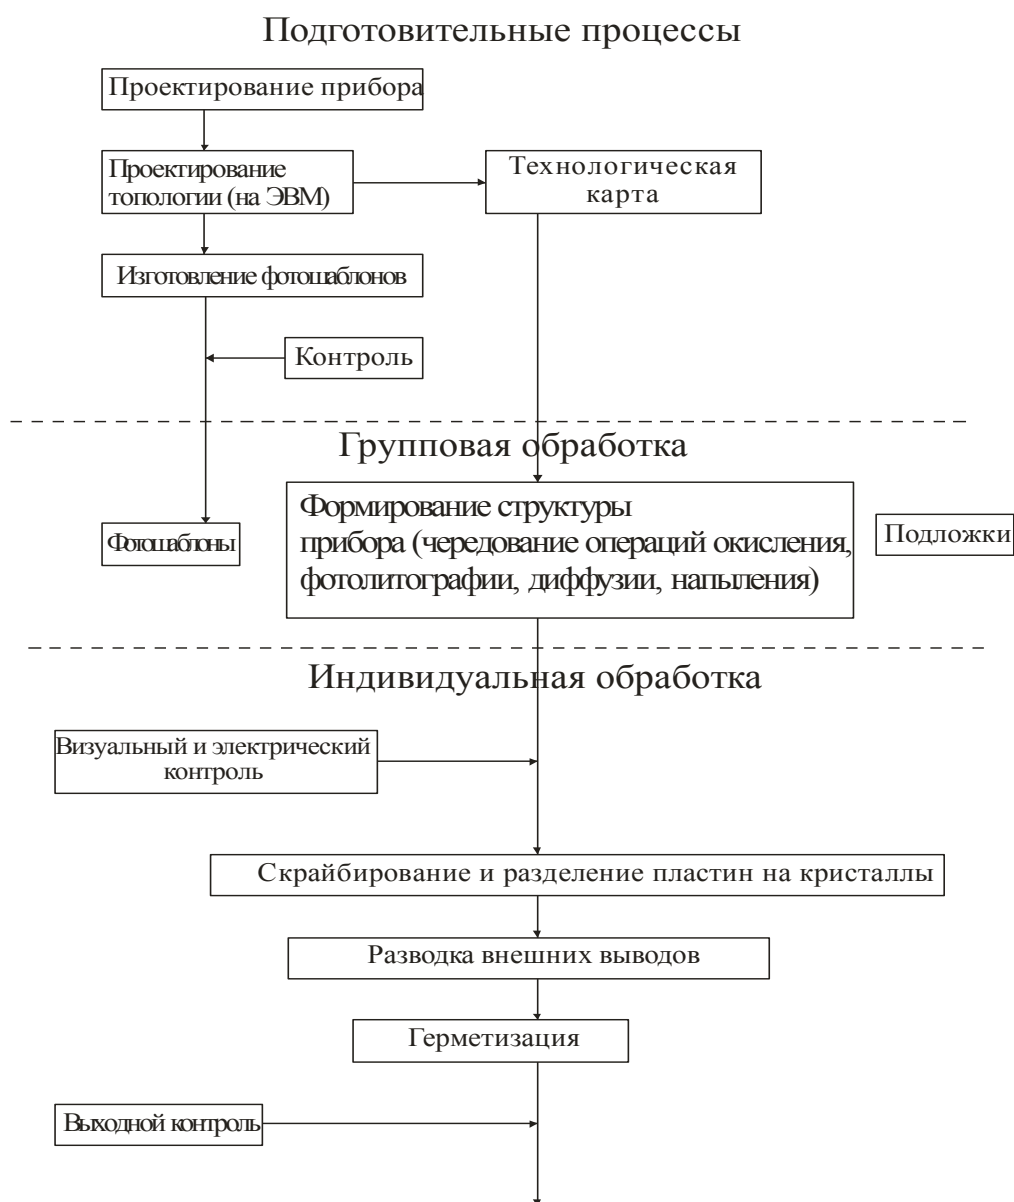 Подготовительные процессы
Проектирование прибора
Проектирование
топологии (на ЭВМ)
Технологическая
карта
Изготовление фотошаблонов
Контроль
Групповая обработка
Формирование структуры
прибора (чередование операций окисления,
фотолитографии, диффузии, напыления)
Фотошаблоны
Подложки
Индивидуальная обработка
Визуальный и электрический
контроль
Скрайбирование и разделение пластин на кристаллы
Разводка внешних выводов
Герметизация
Выходной контроль